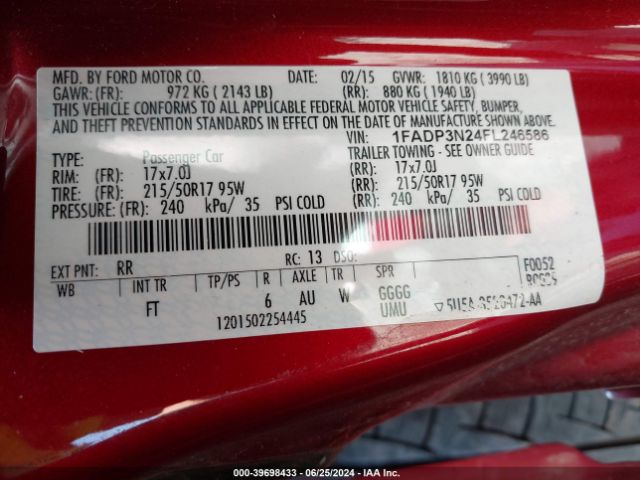 MFD. BY FORD MOTOR CO. DATE: 02/15 GVWR: 1810 KG ( 3990 LB)
GAWR: (FR): 972 KG ( 2143 LB) (RR): 880 KG ( 1940 LB)
THIS VEHICLE CONFORMS TO ALL APPLICABLE FEDERAL MOTOR VEHICLE SAFETY, BUMPER,
AND THEFT PREVENTION STANDARDS IN EFFECT ON THE DATE OF MANUFACTURE SHOWN ABOVE.
VIN: 1FADP3N24FL246586
TYPE: Passenger Car TRAILER TOWING - SEE OWNER GUIDE
RIM: (FR): 17x7.0J (RR): 17x7.0J
TIRE: (FR): 215/50R17 95W (RR): 215/50R17 95W
PRESSURE: (FR): 240 kPa/ 35 PSI COLD (RR): 240 kPa/ 35 PSI COLD
EXT PNT: RR RC: 13 DSO: F0052
WB INT TR TP/PS R AXLE TR SPR
FT 6 AU W GGGG
UMU
1201502254445
000-39698433 - 06/25/2024 - IAA Inc.